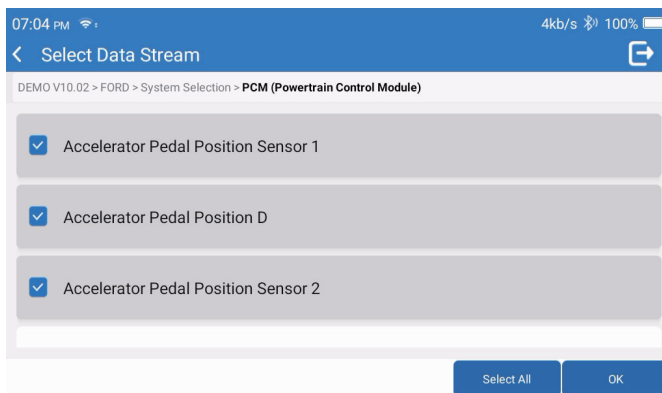 07:04 PM
4kb/s 100%
Select Data Stream
DEMO V10.02 > FORD > System Selection > PCM (Powertrain Control Module)
Accelerator Pedal Position Sensor 1
Accelerator Pedal Position D
Accelerator Pedal Position Sensor 2
Select All
OK